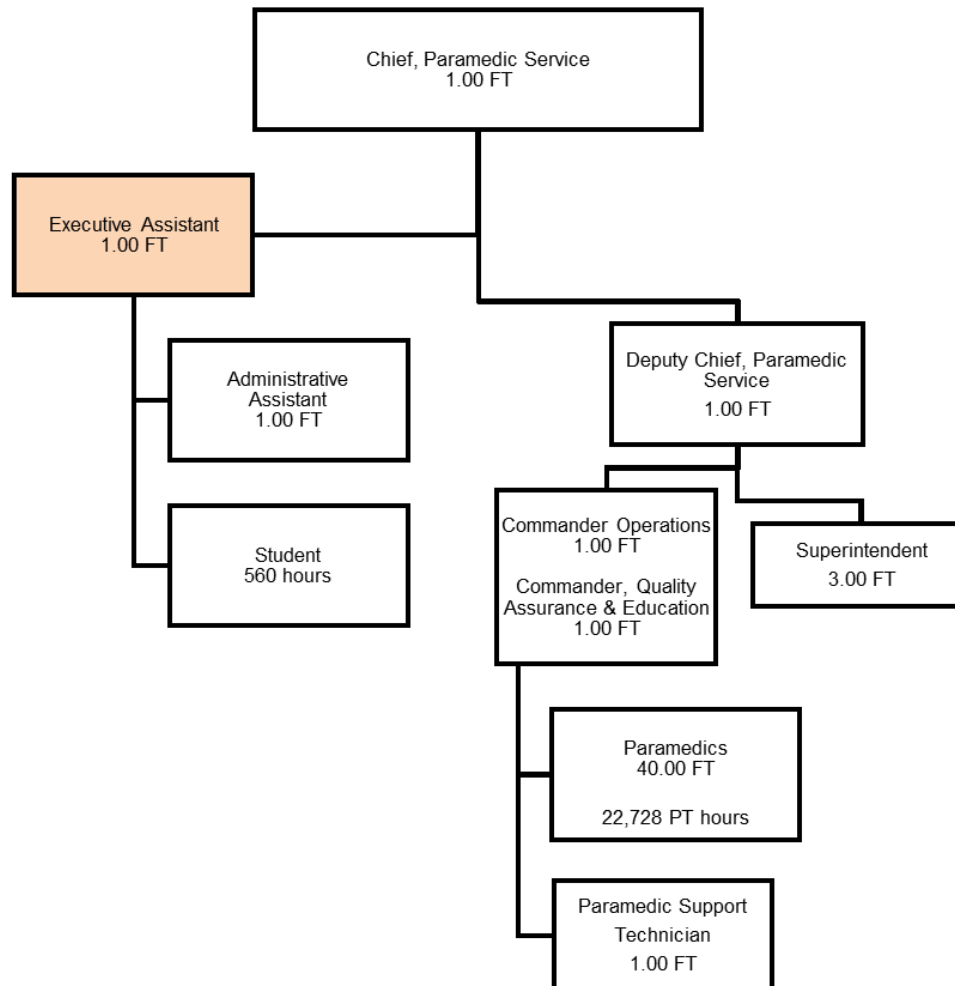 Chief, Paramedic Service
1.00 FT
Executive Assistant
1.00 FT
Administrative
Assistant
1.00 FT
Student
560 hours
Deputy Chief, Paramedic
Service
1.00 FT
Commander Operations
1.00 FT
Commander, Quality
Assurance & Education
1.00 FT
Superintendent
3.00 FT
Paramedics
40.00 FT
22,728 PT hours
Paramedic Support
Technician
1.00 FT